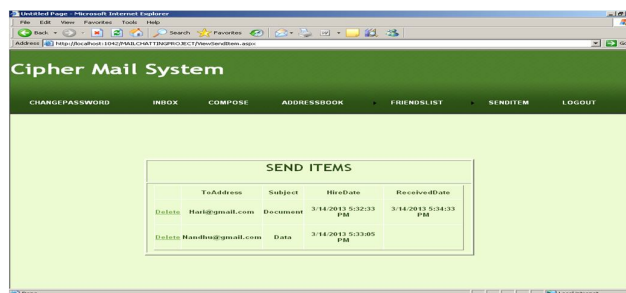 Untitled Page - Microsoft Internet Explorer
File Edit View Favorites Tools Help
Back Search Favorites
Address http://localhost:1042/MAILCHATTINGPROJECT/ViewSendItem.aspx Go
Cipher Mail System
CHANGEPASSWORD INBOX COMPOSE ADDRESSBOOK FRIENDSLIST SENDITEM LOGOUT
SEND ITEMS
ToAddress Subject HireDate ReceivedDate
Delete Hari@gmail.com Document 3/14/2013 5:32:33 PM 3/14/2013 5:34:33 PM
Delete Nandhu@gmail.com Data 3/14/2013 5:33:05 PM